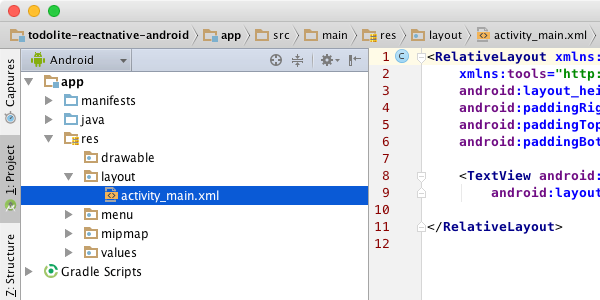 todolite-reactnative-android app src main res layout activity_main.xml
Captures
1: Project
Z: Structure
Android
app
manifests
java
res
drawable
layout
activity_main.xml
menu
mipmap
values
Gradle Scripts
1 C <RelativeLayout xmlns:
2 xmlns:tools="http:
3 android:layout_hei
4 android:paddingRig
5 android:paddingTop
6 android:paddingBot
7
8 <TextView android:
9 android:layout
10
11 </RelativeLayout>
12